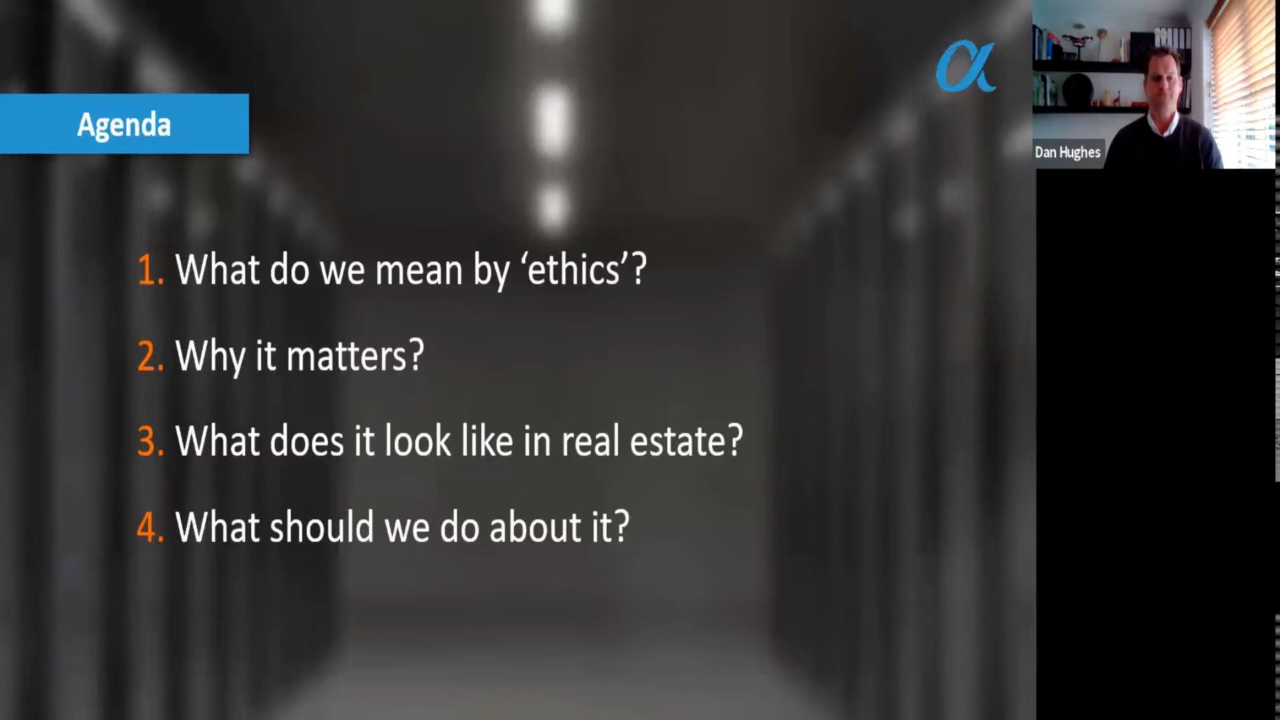 Agenda
α
Dan Hughes
1. What do we mean by ‘ethics’?
2. Why it matters?
3. What does it look like in real estate?
4. What should we do about it?